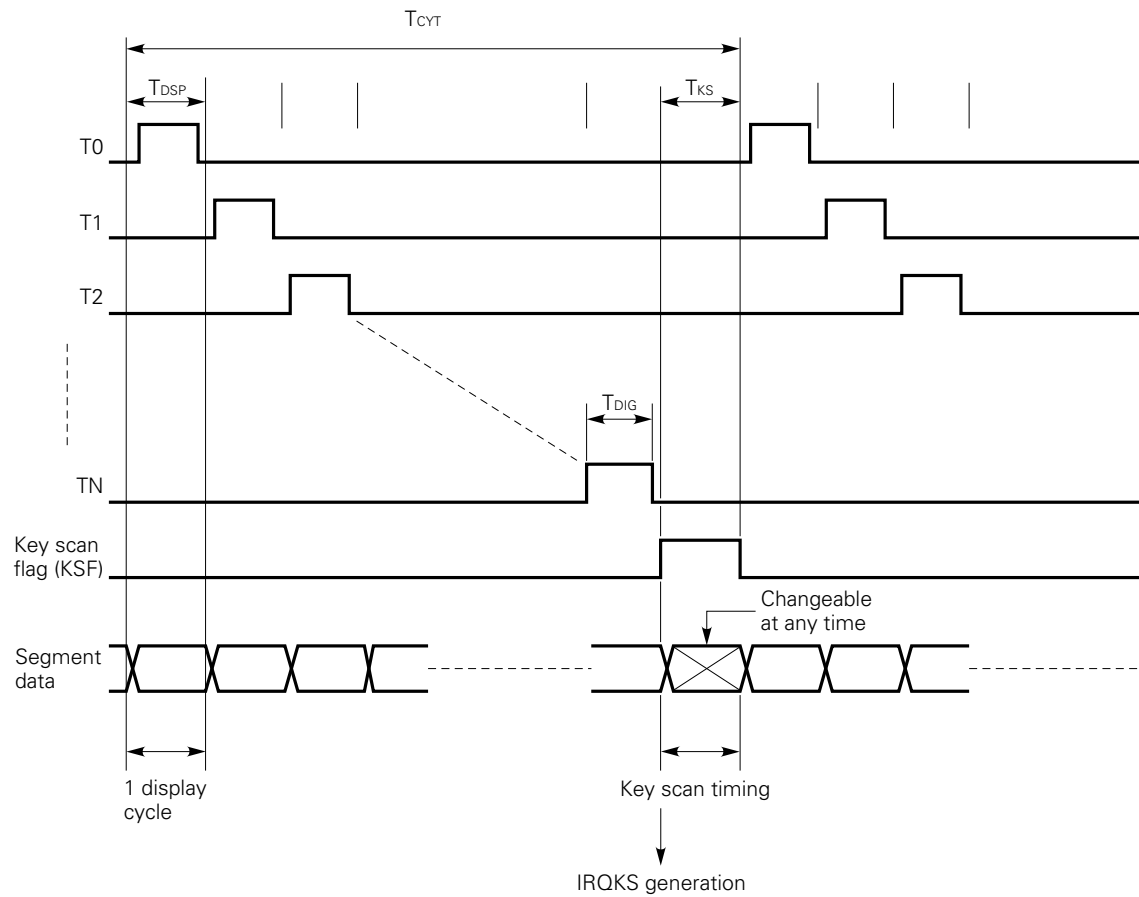 TCYT
TDSP
TKS
T0
T1
T2
TDIG
TN
Key scan
flag (KSF)
Changeable
at any time
Segment
data
1 display
cycle
Key scan timing
IRQKS generation